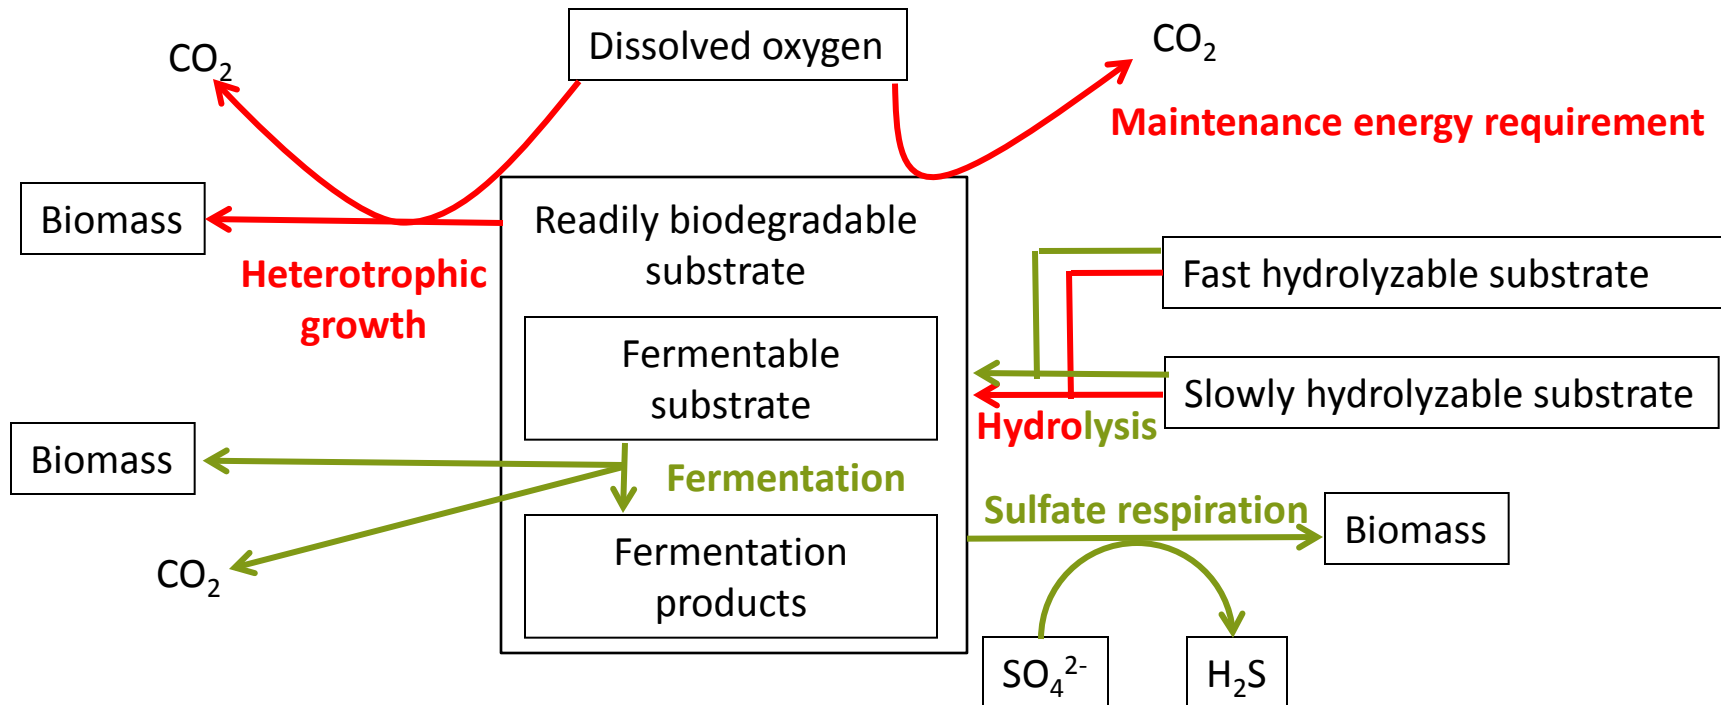 CO₂
Dissolved oxygen
CO₂
Maintenance energy requirement
Biomass
Heterotrophic
growth
Readily biodegradable
substrate
Fast hydrolyzable substrate
Fermentable
substrate
Slowly hydrolyzable substrate
Hydrolysis
Biomass
Fermentation
CO₂
Fermentation
products
Sulfate respiration
Biomass
SO₄²⁻
H₂S